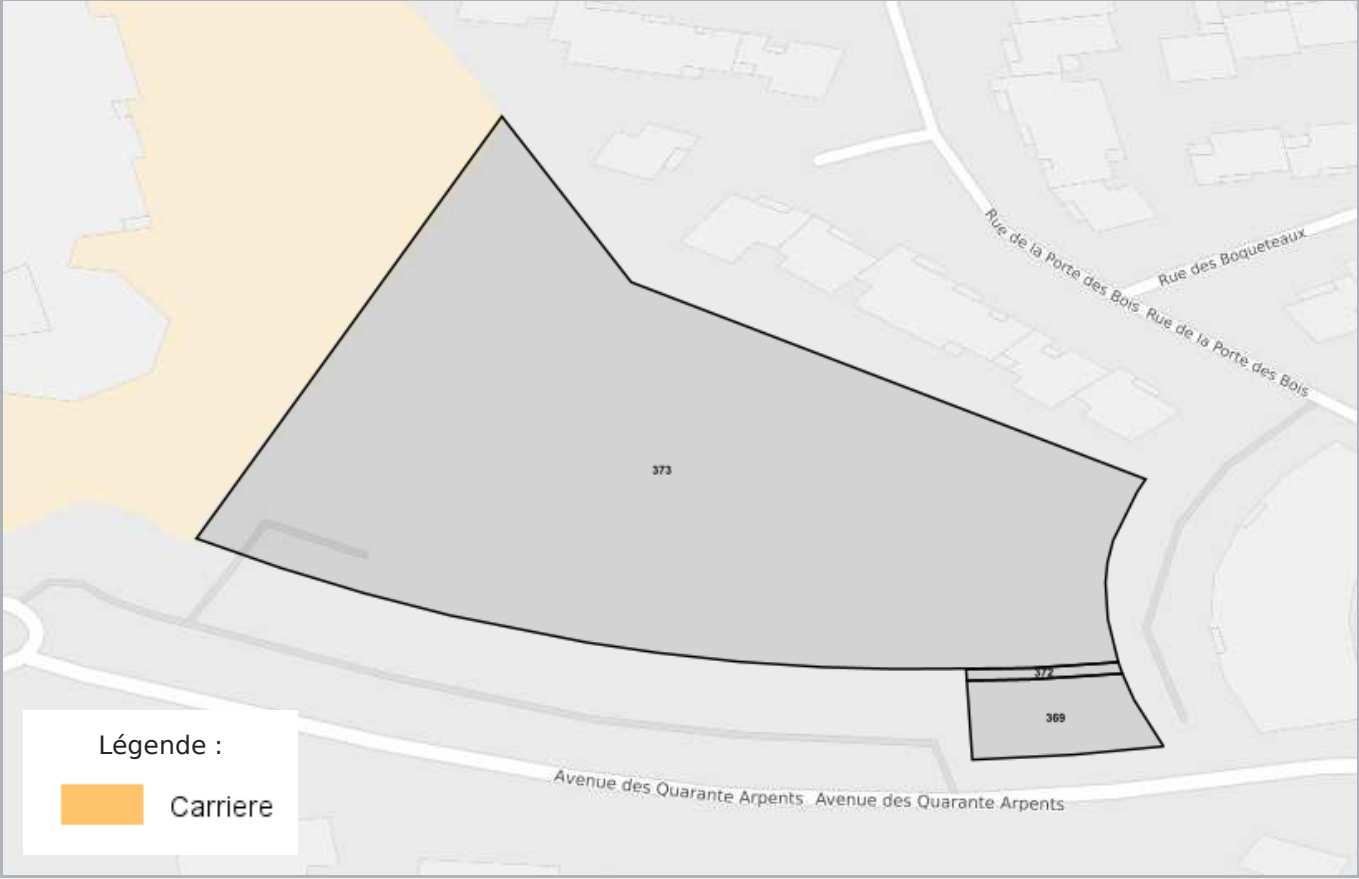 Rue de la Porte des Bois Rue de la Porte des Bois
Rue des Boqueteaux
373
372
369
Légende :
Carriere
Avenue des Quarante Arpents Avenue des Quarante Arpents